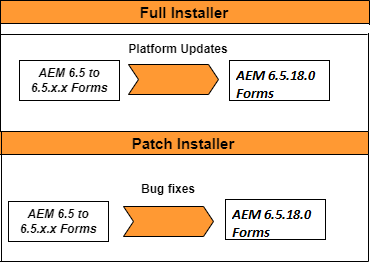 Full Installer
Platform Updates
AEM 6.5 to
6.5.x.x Forms
AEM 6.5.18.0
Forms
Patch Installer
Bug fixes
AEM 6.5 to
6.5.x.x Forms
AEM 6.5.18.0
Forms